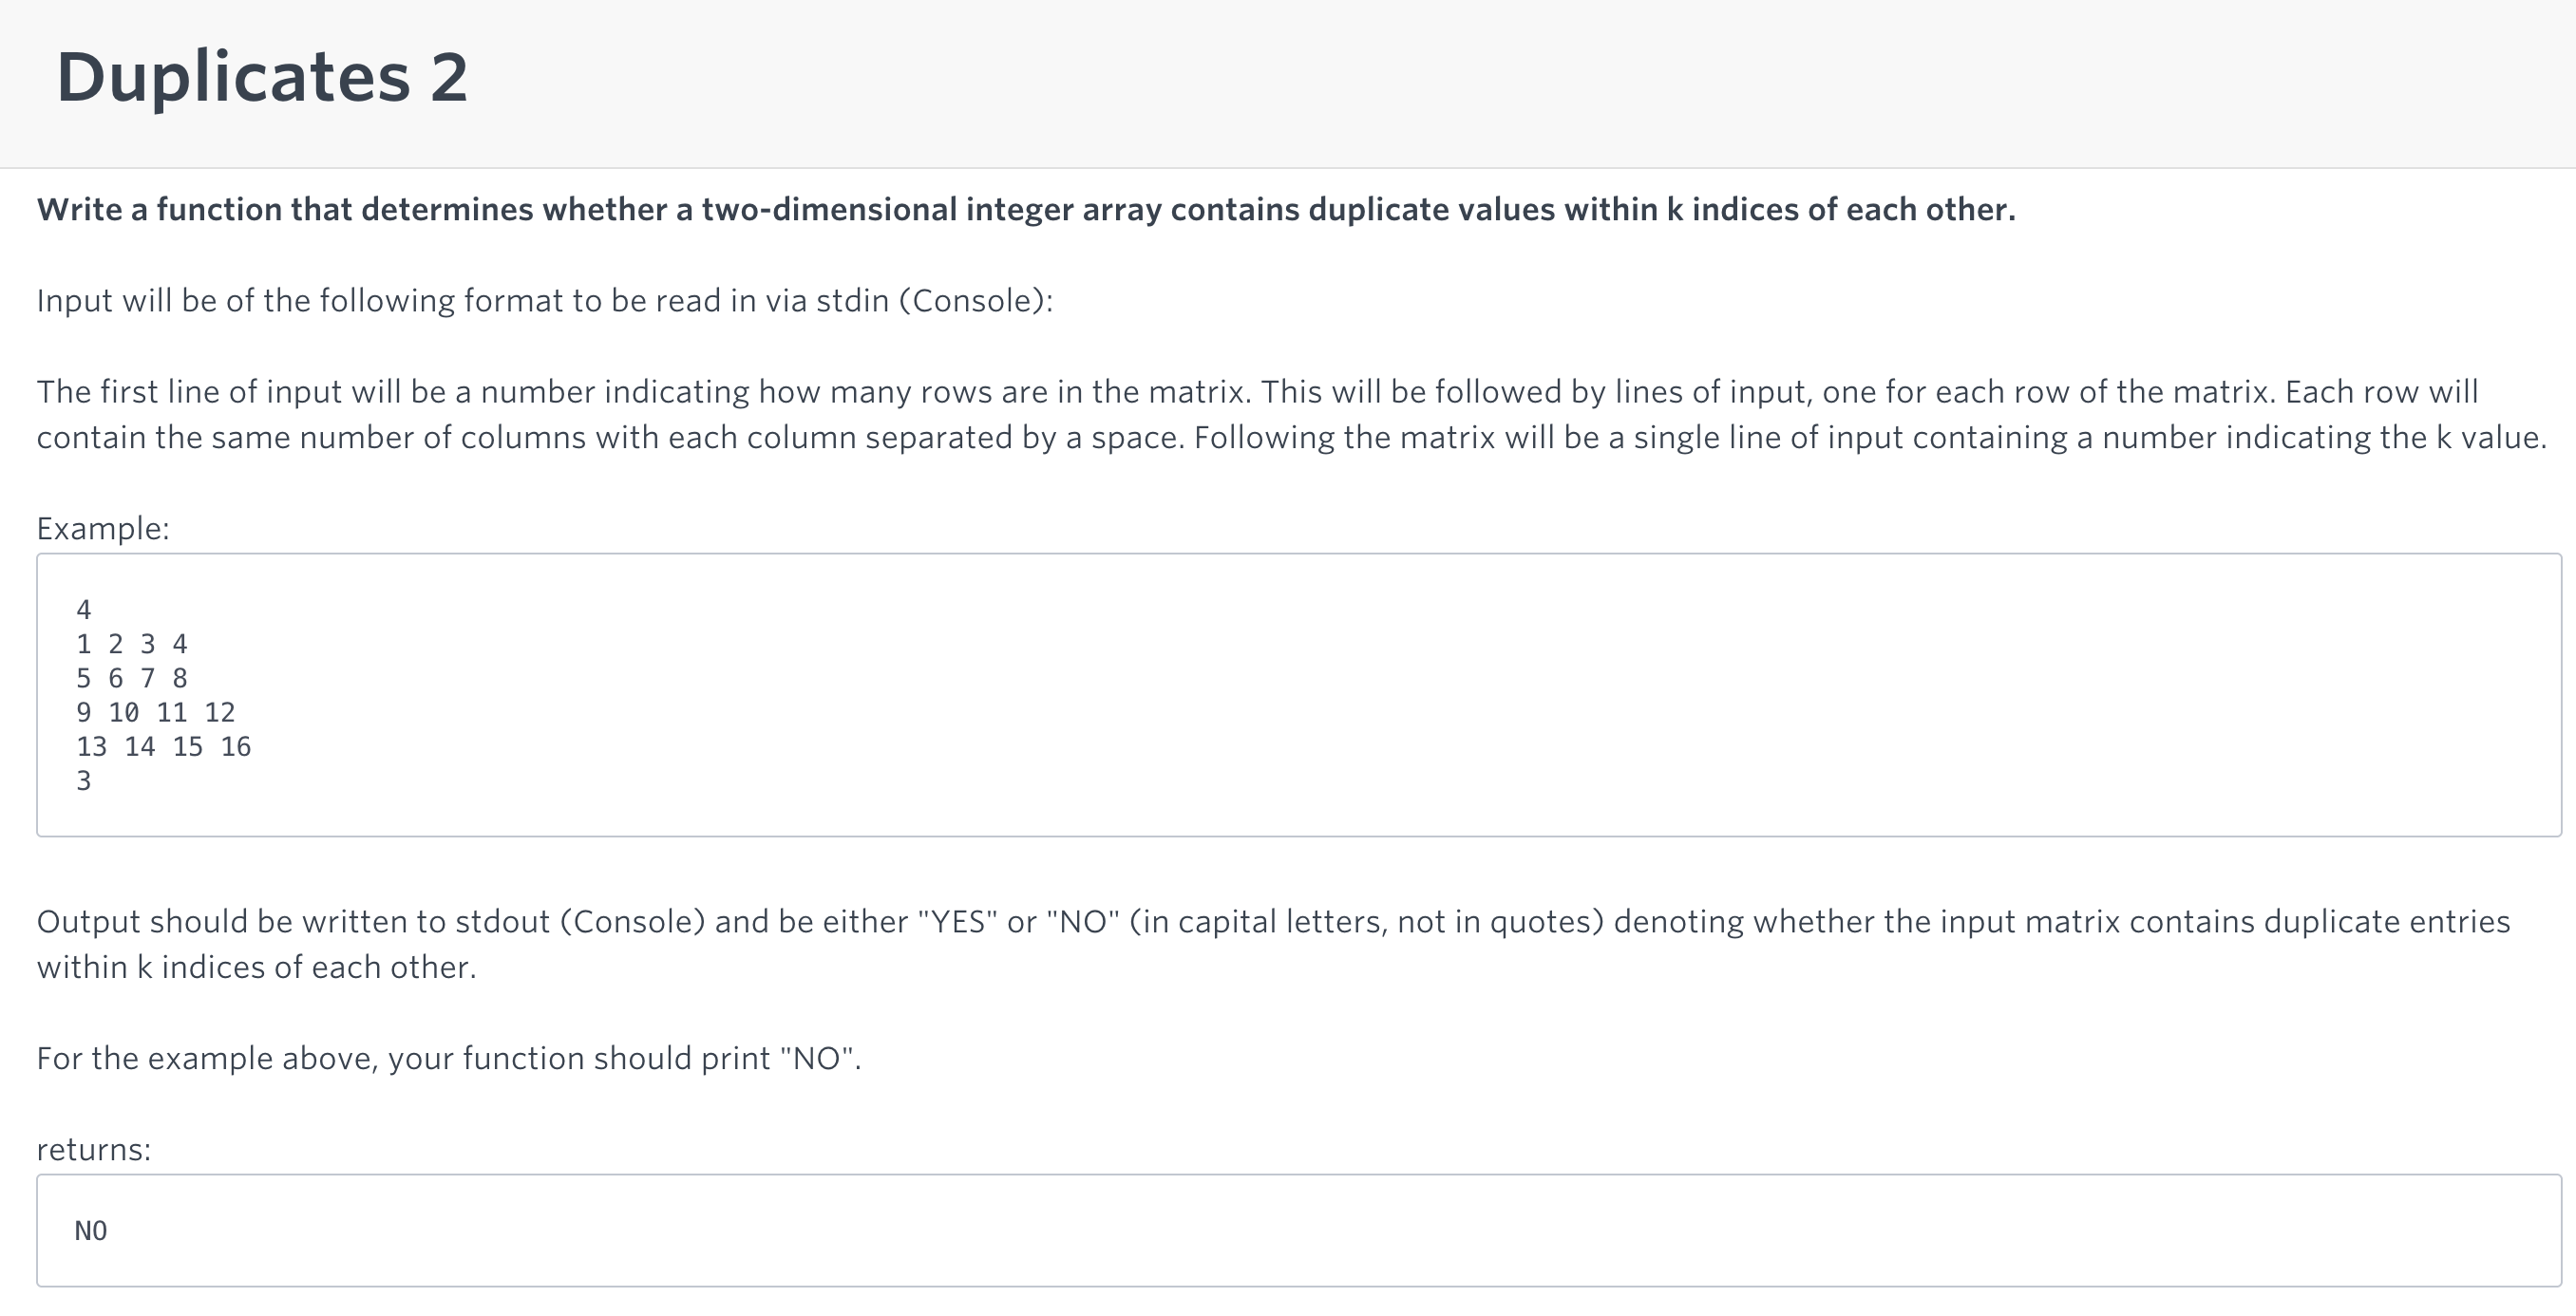 Duplicates 2
Write a function that determines whether a two-dimensional integer array contains duplicate values within k indices of each other.
Input will be of the following format to be read in via stdin (Console):
The first line of input will be a number indicating how many rows are in the matrix. This will be followed by lines of input, one for each row of the matrix. Each row will
contain the same number of columns with each column separated by a space. Following the matrix will be a single line of input containing a number indicating the k value.
Example:
4
1 2 3 4
5 6 7 8
9 10 11 12
13 14 15 16
3
Output should be written to stdout (Console) and be either "YES" or "NO" (in capital letters, not in quotes) denoting whether the input matrix contains duplicate entries
within k indices of each other.
For the example above, your function should print "NO".
returns:
NO